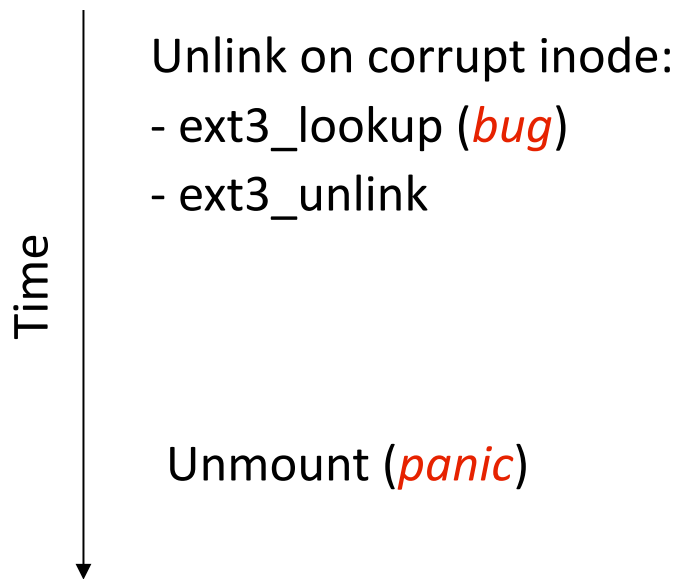 Unlink on corrupt inode:
- ext3_lookup (bug)
- ext3_unlink
Time
Unmount (panic)